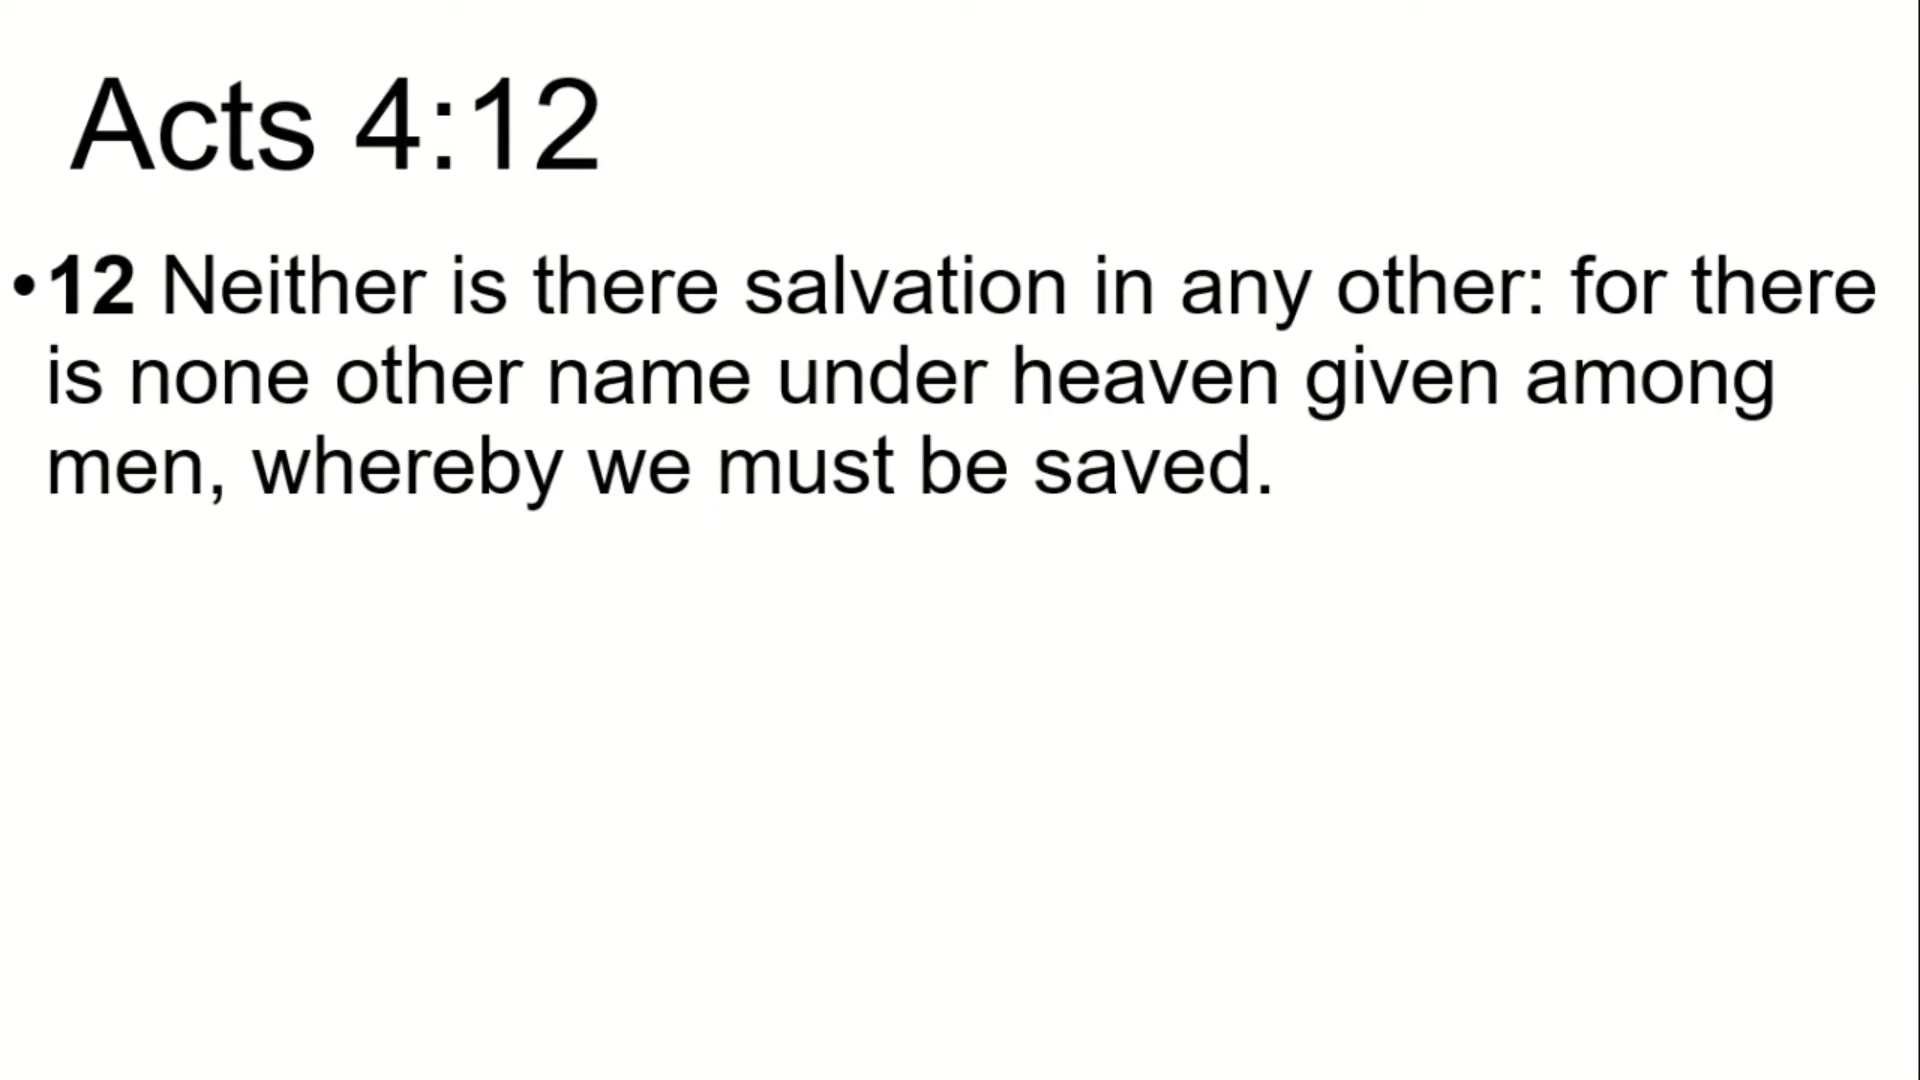 Acts 4:12
•12 Neither is there salvation in any other: for there
is none other name under heaven given among
men, whereby we must be saved.